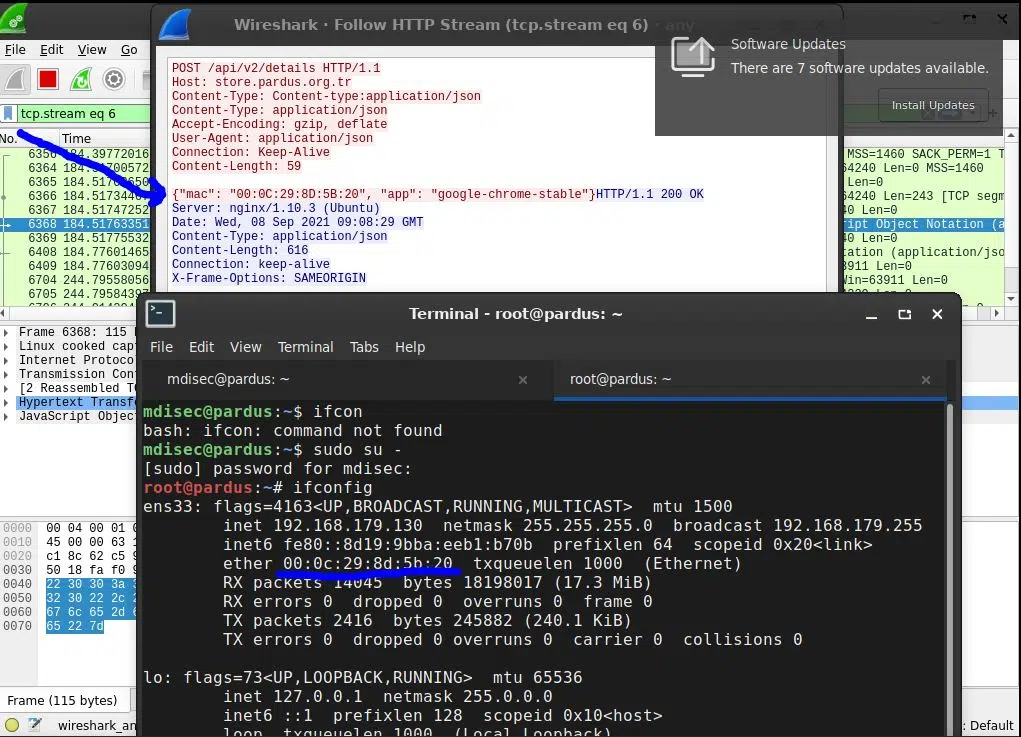 Wireshark · Follow HTTP Stream (tcp.stream eq 6) · any
Software Updates
There are 7 software updates available.
Install Updates
File Edit View Go
tcp.stream eq 6
No. Time
POST /api/v2/details HTTP/1.1
Host: store.pardus.org.tr
Content-Type: Content-type:application/json
Content-Type: application/json
Accept-Encoding: gzip, deflate
User-Agent: application/json
Connection: Keep-Alive
Content-Length: 59
{"mac": "00:0C:29:8D:5B:20", "app": "google-chrome-stable"}HTTP/1.1 200 OK
Server: nginx/1.10.3 (Ubuntu)
Date: Wed, 08 Sep 2021 09:08:29 GMT
Content-Type: application/json
Content-Length: 616
Connection: keep-alive
X-Frame-Options: SAMEORIGIN
6356 184.39772016
6364
6365
6366
6367 184.51747252
6368 184.51763351
6369 184.51775532
6408 184.77601465
6409 184.77603094
6704 244.79558056
6705 244.79584397
MSS=1460 SACK_PERM=1
64240 Len=0 MSS=1460
Len=0
64240 Len=243 [TCP segm
40 Len=0
ript Object Notation (a
40 Len=0
tation (application/jso
3911 Len=0
Win=63911 Len=0
Frame 6368: 115
Linux cooked cap
Internet Protoco
Transmission Con
[2 Reassembled T
Hypertext Transf
JavaScript Objec
0000 00 04 00 01 0
0010 45 00 00 63 1
0020 c1 8c 62 c5 9
0030 50 18 fa f0 9
0040 22 30 30 3a 3
0050 32 30 22 2c 2
0060 67 6c 65 2d 6
0070 65 22 7d
Frame (115 bytes)
wireshark_an
: Default
Terminal - root@pardus: ~
File Edit View Terminal Tabs Help
mdisec@pardus: ~
root@pardus: ~
mdisec@pardus:~$ ifcon
bash: ifcon: command not found
mdisec@pardus:~$ sudo su -
[sudo] password for mdisec:
root@pardus:~# ifconfig
ens33: flags=4163<UP,BROADCAST,RUNNING,MULTICAST> mtu 1500
inet 192.168.179.130 netmask 255.255.255.0 broadcast 192.168.179.255
inet6 fe80::8d19:9bba:eeb1:b70b prefixlen 64 scopeid 0x20<link>
ether 00:0c:29:8d:5b:20 txqueuelen 1000 (Ethernet)
RX packets 14045 bytes 18198017 (17.3 MiB)
RX errors 0 dropped 0 overruns 0 frame 0
TX packets 2416 bytes 245882 (240.1 KiB)
TX errors 0 dropped 0 overruns 0 carrier 0 collisions 0
lo: flags=73<UP,LOOPBACK,RUNNING> mtu 65536
inet 127.0.0.1 netmask 255.0.0.0
inet6 ::1 prefixlen 128 scopeid 0x10<host>
loop txqueuelen 1000 (Local Loopback)